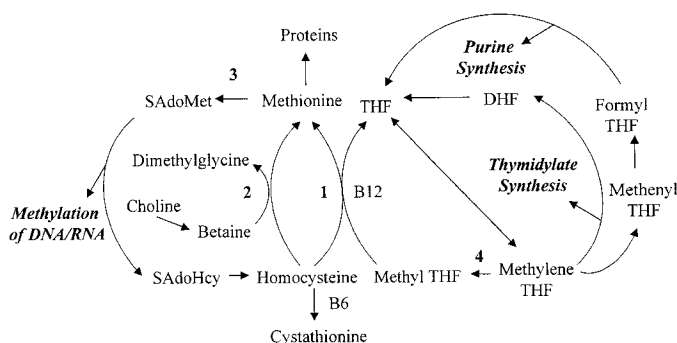 Proteins
Purine
Synthesis
3
SAdoMet
Methionine
THF
DHF
Formyl
THF
Dimethylglycine
Thymidylate
Synthesis
Methenyl
THF
Choline
2
1
B12
Methylation
of DNA/RNA
Betaine
4
SAdoHcy
Homocysteine
Methyl THF
Methylene
THF
B6
Cystathionine